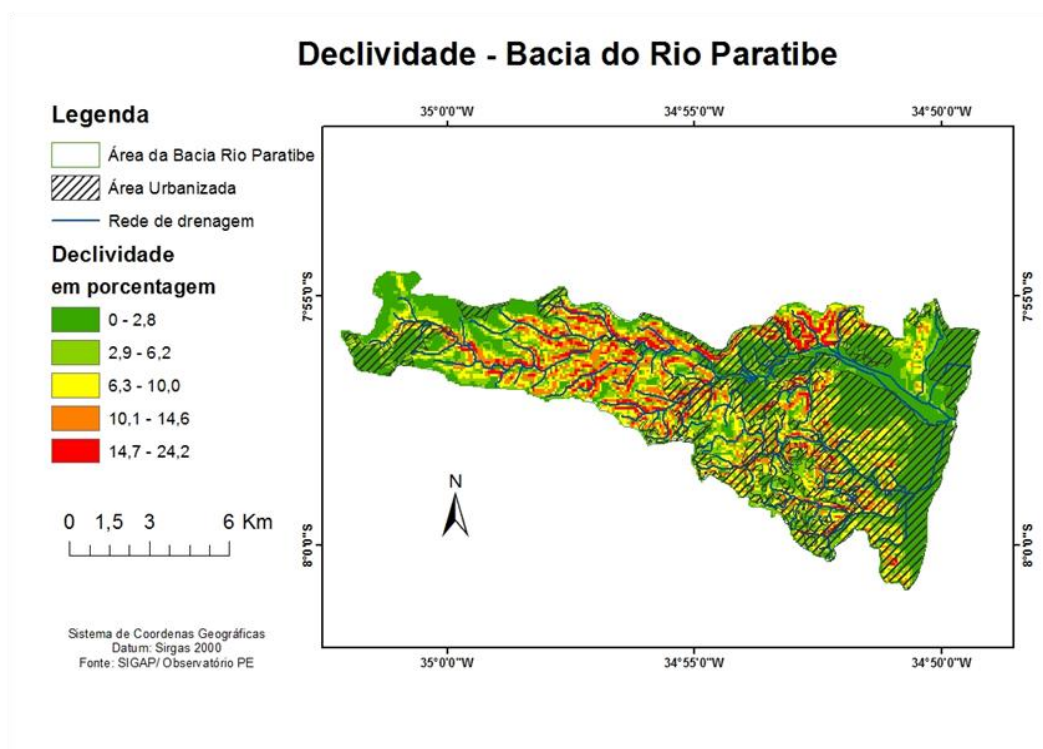 Declividade - Bacia do Rio Paratibe
Legenda
Área da Bacia Rio Paratibe
Área Urbanizada
Rede de drenagem
Declividade
em porcentagem
0 - 2,8
2,9 - 6,2
6,3 - 10,0
10,1 - 14,6
14,7 - 24,2
0 1,5 3 6 Km
N
Sistema de Coordenas Geográficas
Datum: Sirgas 2000
Fonte: SIGAP/ Observatório PE
35°0'0"W 34°55'0"W 34°50'0"W
7°55'0"S 7°55'0"S
8°0'0"S 8°0'0"S
35°0'0"W 34°55'0"W 34°50'0"W